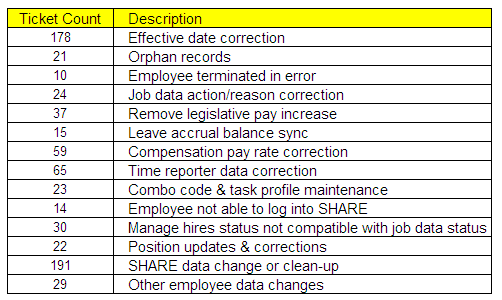 Ticket Count Description
178 Effective date correction
21 Orphan records
10 Employee terminated in error
24 Job data action/reason correction
37 Remove legislative pay increase
15 Leave accrual balance sync
59 Compensation pay rate correction
65 Time reporter data correction
23 Combo code & task profile maintenance
14 Employee not able to log into SHARE
30 Manage hires status not compatible with job data status
22 Position updates & corrections
191 SHARE data change or clean-up
29 Other employee data changes